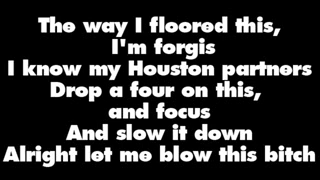 The way I floored this,
I'm forgis
I know my Houston partners
Drop a four on this,
and focus
And slow it down
Alright let me blow this bitch